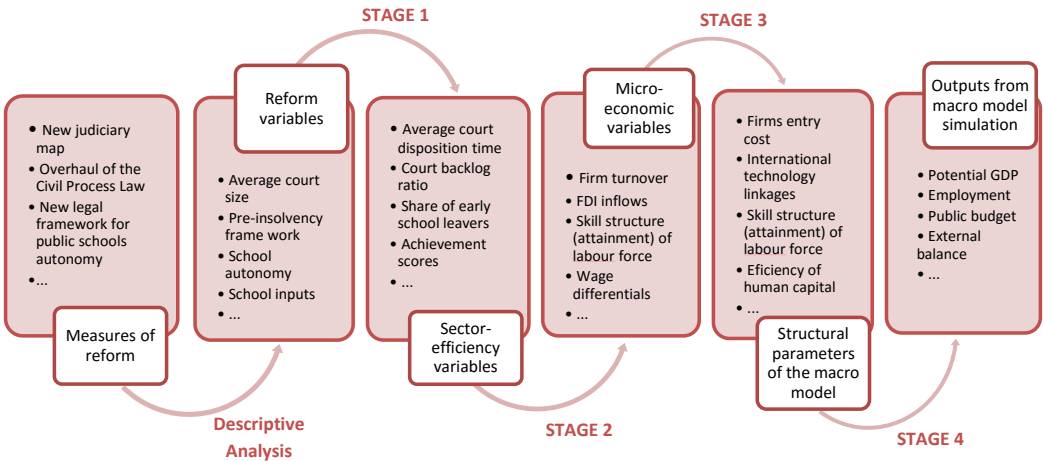 STAGE 1
STAGE 3
Reform
variables
Micro-
economic
variables
Outputs from
macro model
simulation
• New judiciary
map
• Overhaul of the
Civil Process Law
• New legal
framework for
public schools
autonomy
• ...
Measures of
reform
• Average court
size
• Pre-insolvency
frame work
• School
autonomy
• School inputs
• ...
• Average court
disposition time
• Court backlog
ratio
• Share of early
school leavers
• Achievement
scores
• ...
Sector-
efficiency
variables
• Firm turnover
• FDI inflows
• Skill structure
(attainment) of
labour force
• Wage
differentials
• ...
• Firms entry
cost
• International
technology
linkages
• Skill structure
(attainment) of
labour force
• Eficiency of
human capital
• ...
Structural
parameters
of the macro
model
• Potential GDP
• Employment
• Public budget
• External
balance
• ...
Descriptive
Analysis
STAGE 2
STAGE 4